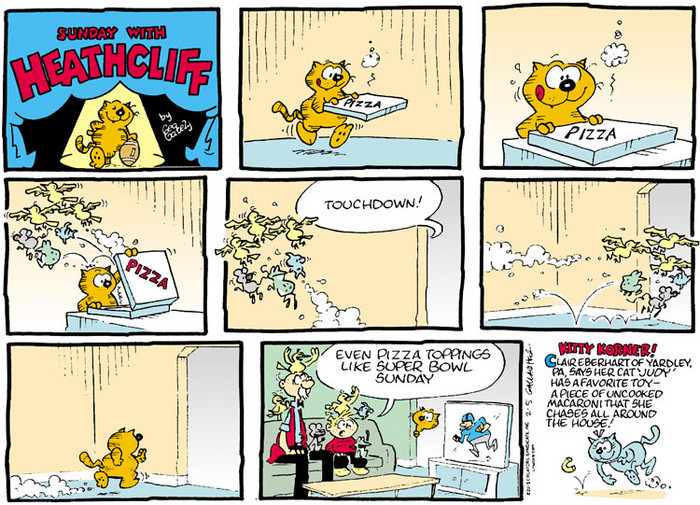 SUNDAY WITH
HEATHCLIFF
by
PIZZA
PIZZA
PIZZA
TOUCHDOWN!
EVEN PIZZA TOPPINGS
LIKE SUPER BOWL
SUNDAY
KITTY KORNER!
CLAIR EBERHART OF YARDLEY,
PA, SAYS HER CAT "JUDY"
HAS A FAVORITE TOY—
A PIECE OF UNCOOKED
MACARONI THAT SHE
CHASES ALL AROUND
THE HOUSE!